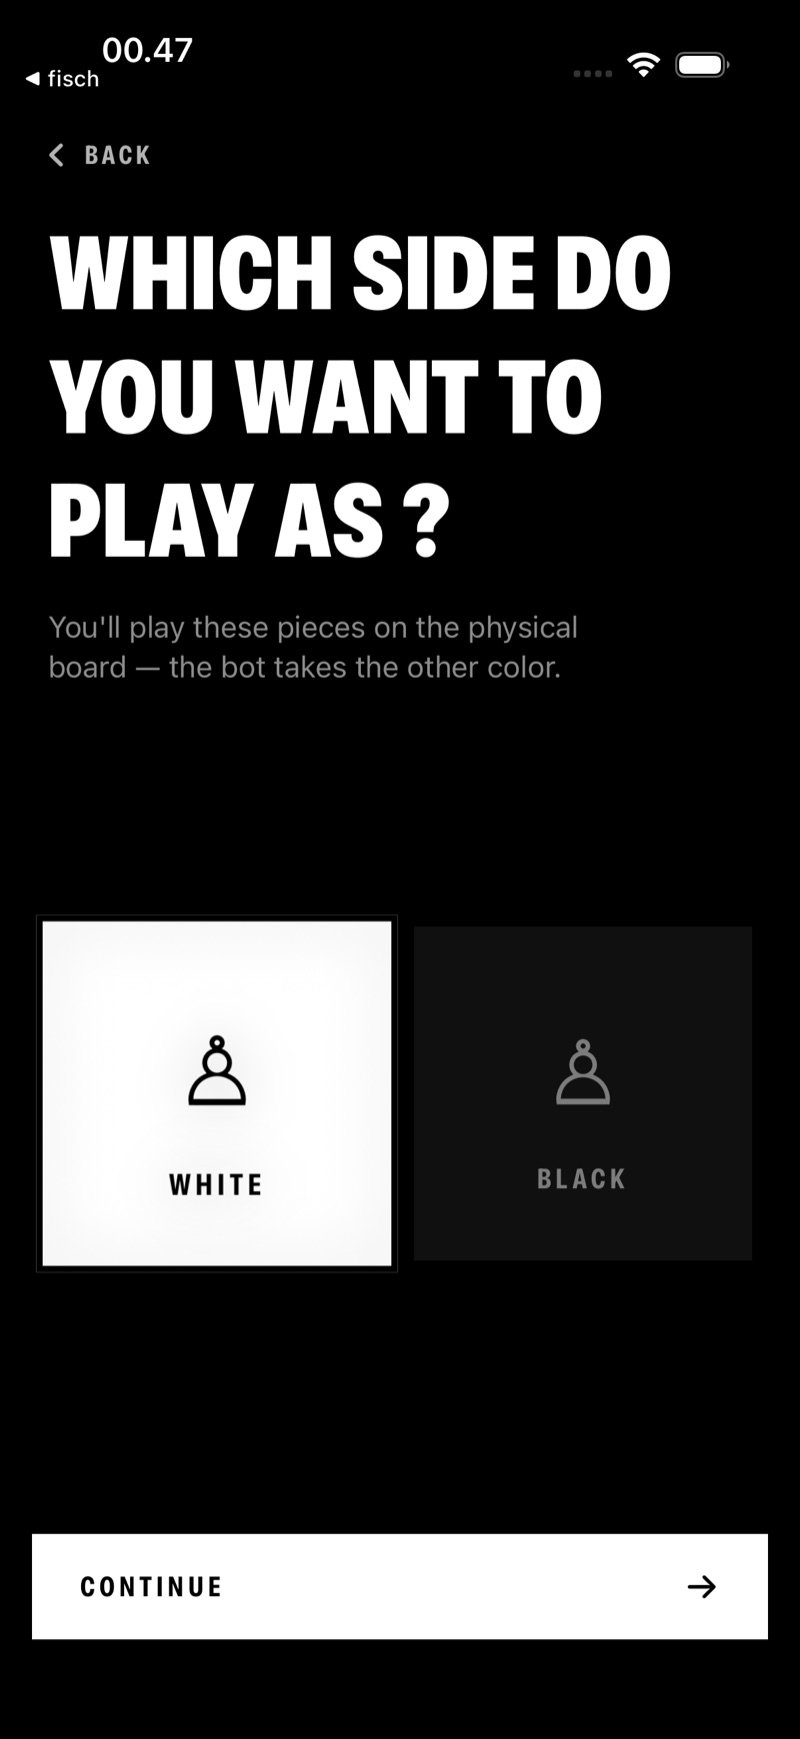 00.47
◀ fisch
BACK
WHICH SIDE DO
YOU WANT TO
PLAY AS ?
You'll play these pieces on the physical
board — the bot takes the other color.
WHITE
BLACK
CONTINUE